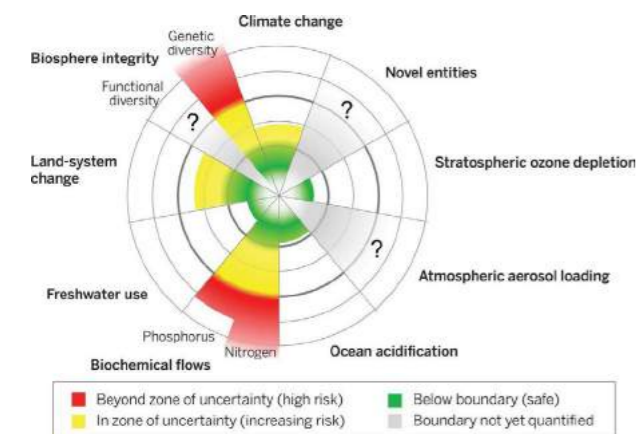 Climate change
Genetic
diversity
Biosphere integrity
Novel entities
Functional
diversity
?
?
Land-system
change
Stratospheric ozone depletion
?
Atmospheric aerosol loading
Freshwater use
Phosphorus
Nitrogen
Ocean acidification
Biochemical flows
Beyond zone of uncertainty (high risk)
Below boundary (safe)
In zone of uncertainty (increasing risk)
Boundary not yet quantified